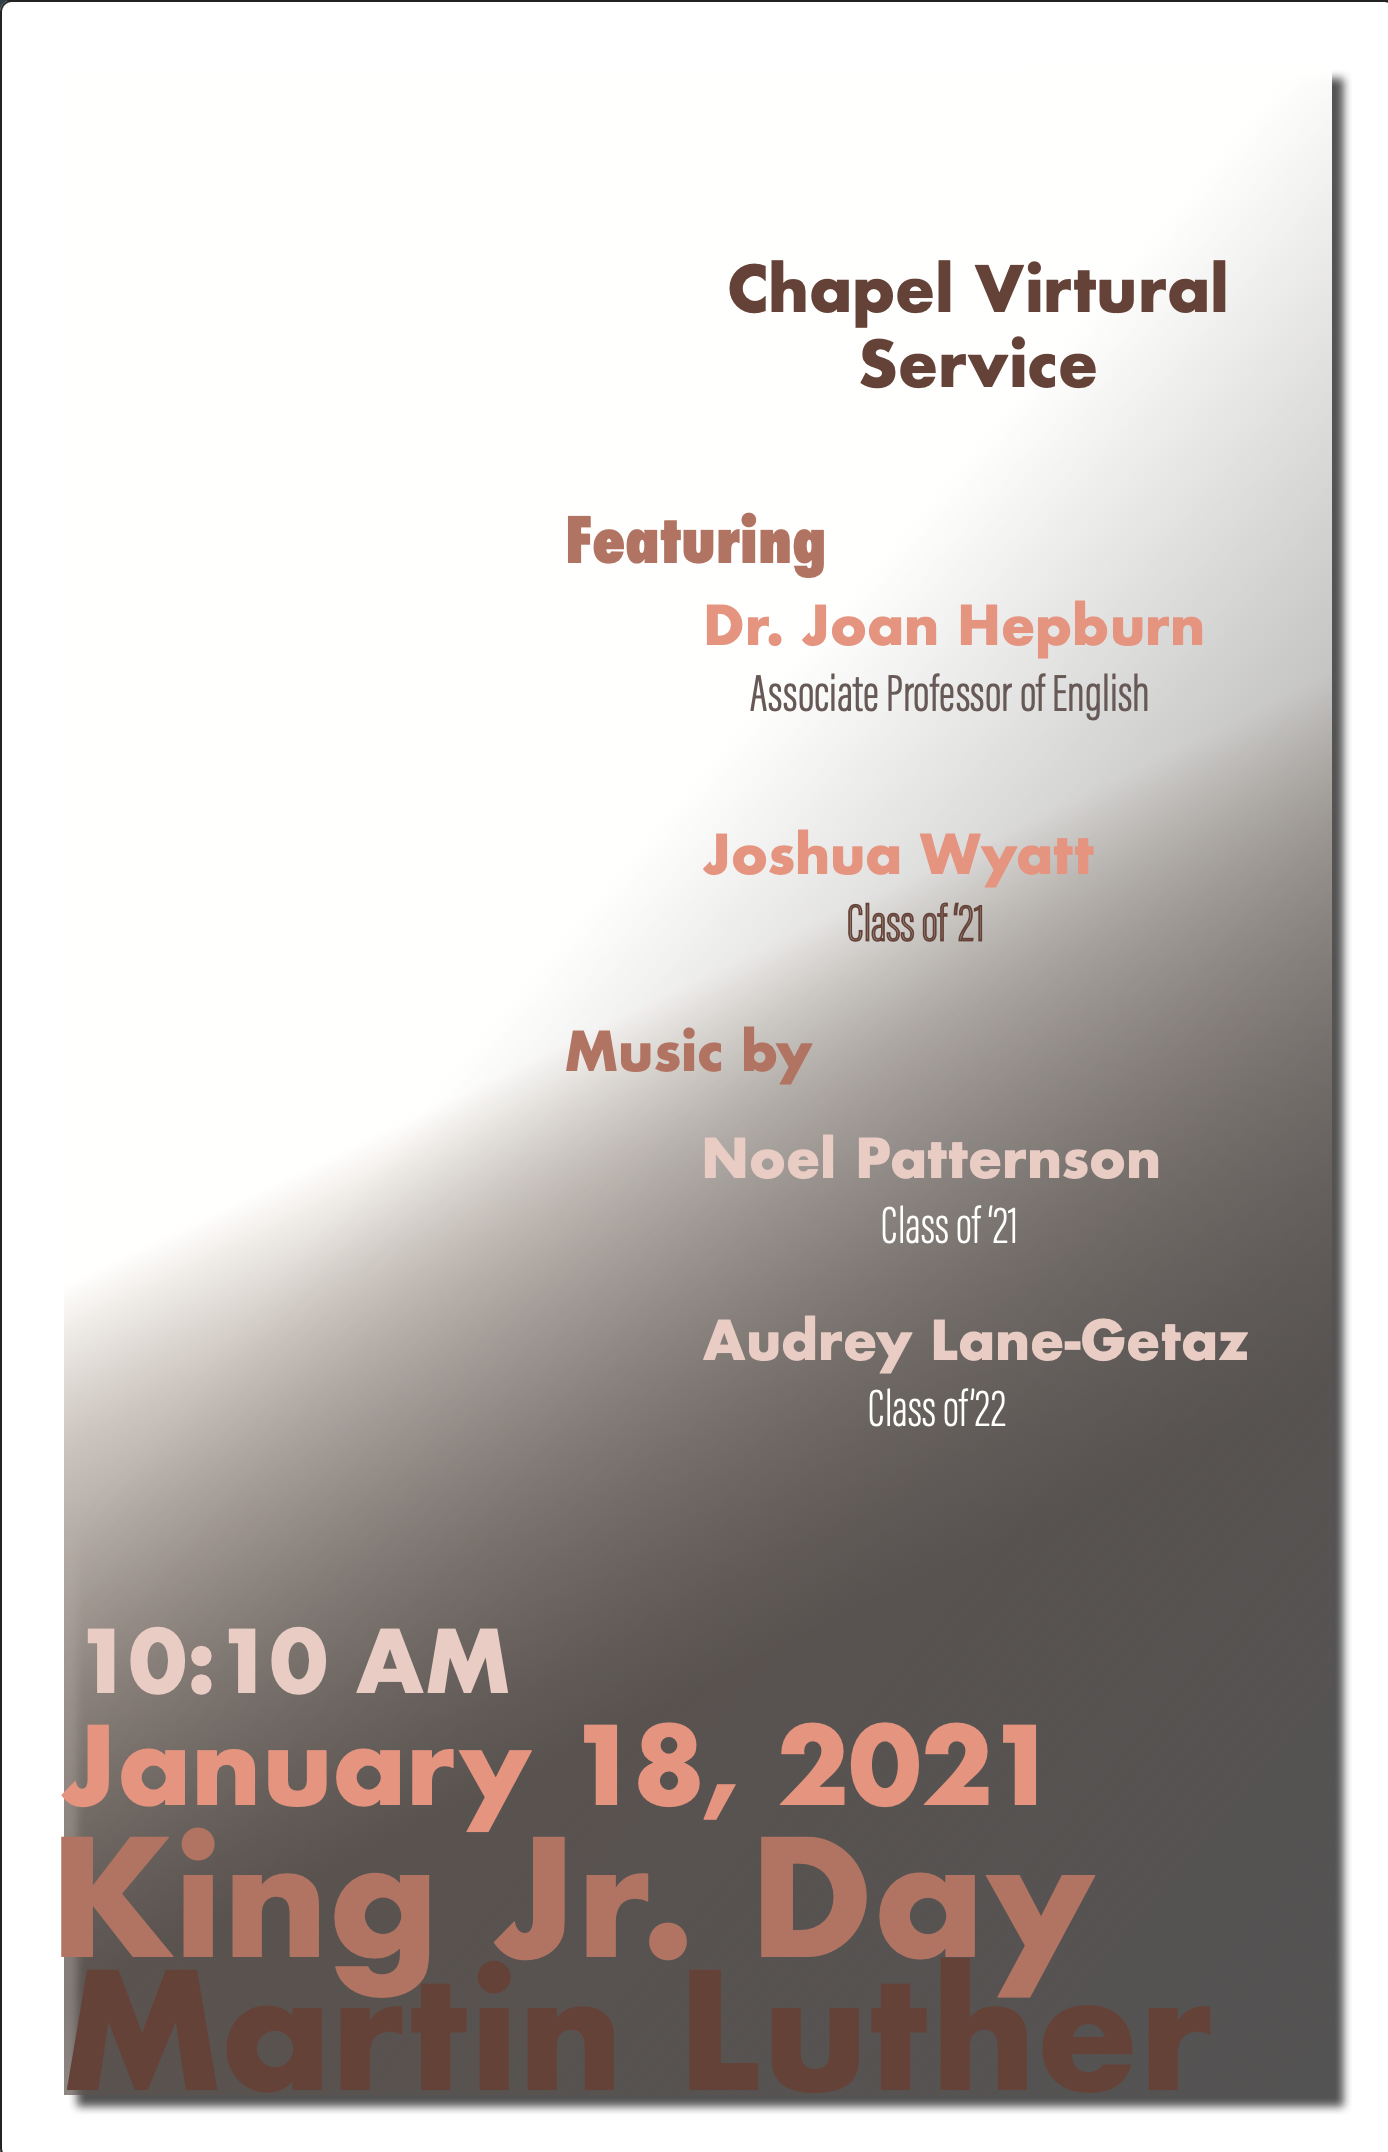 Chapel Virtural
Service
Featuring
Dr. Joan Hepburn
Associate Professor of English
Joshua Wyatt
Class of ‘21
Music by
Noel Patternson
Class of ‘21
Audrey Lane-Getaz
Class of’22
10:10 AM
January 18, 2021
King Jr. Day
Martin Luther